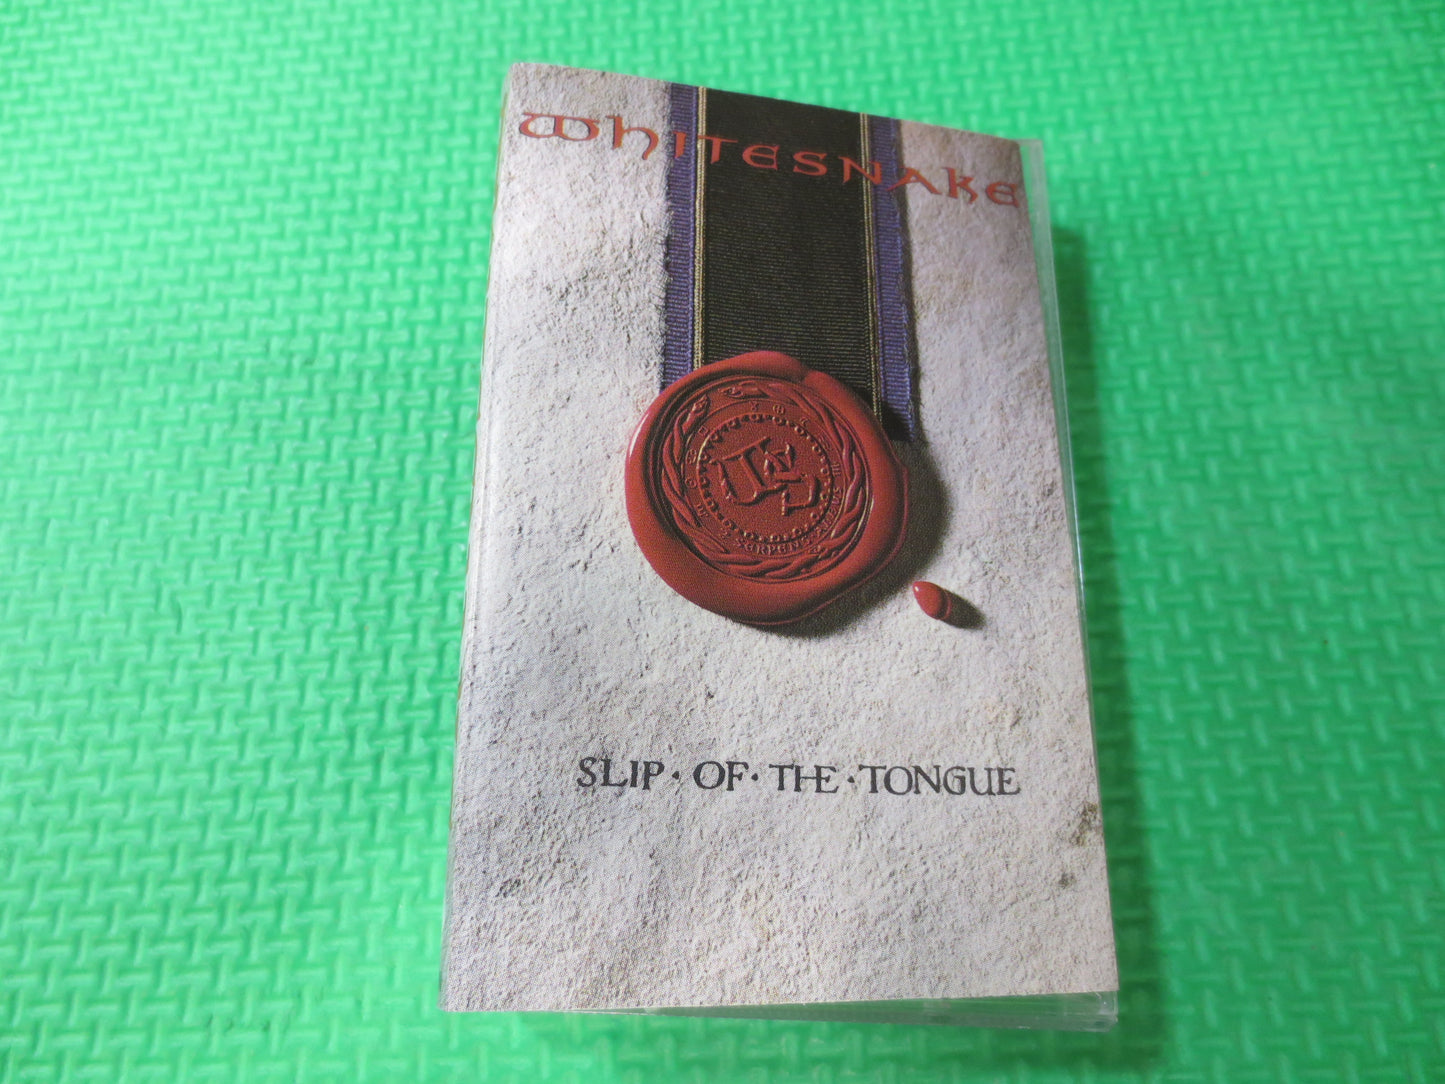 WHITESNAKE
SLIP · OF · THE · TONGUE